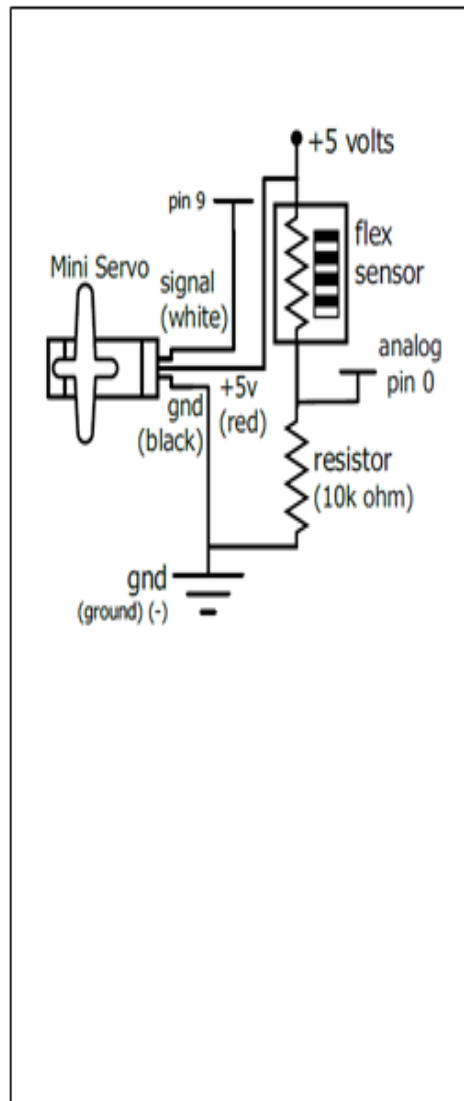 +5 volts
pin 9
flex
sensor
Mini Servo
signal
(white)
analog
pin 0
+5v
(red)
gnd
(black)
resistor
(10k ohm)
gnd
(ground) (-)